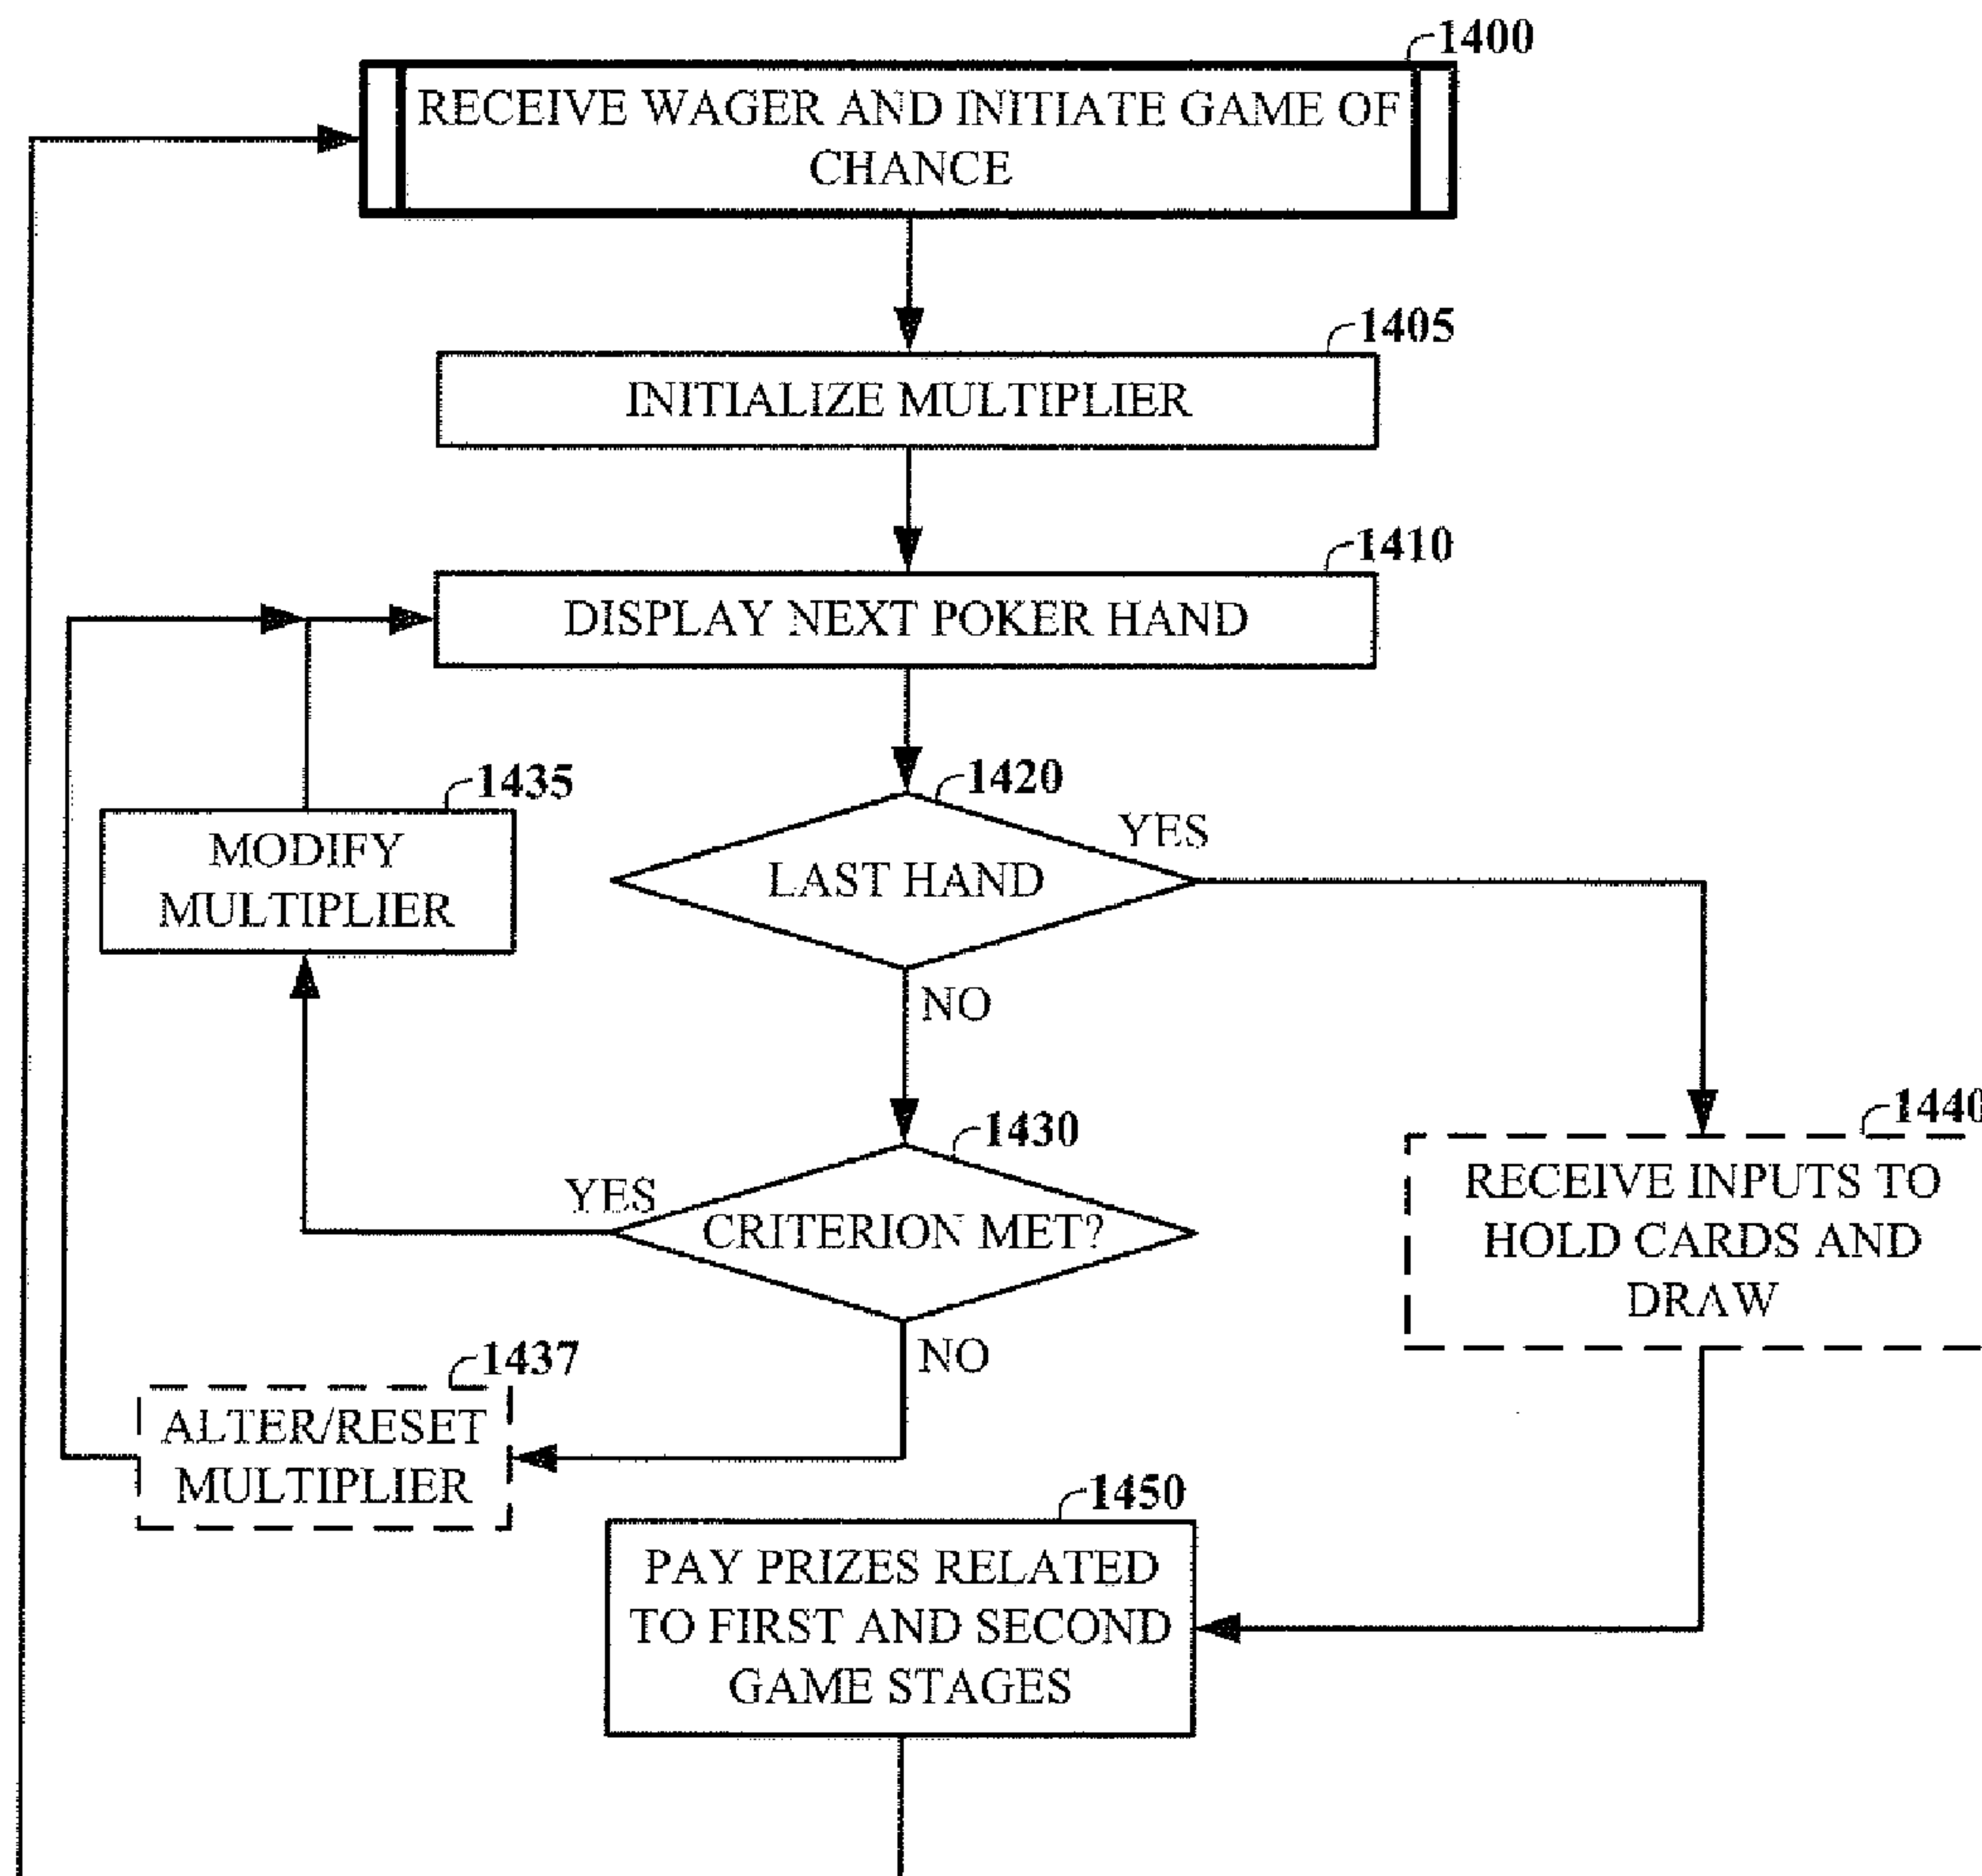 1400
RECEIVE WAGER AND INITIATE GAME OF
CHANCE
1405
INITIALIZE MULTIPLIER
1410
DISPLAY NEXT POKER HAND
1420
YES
LAST HAND
NO
1435
MODIFY
MULTIPLIER
1430
YES
CRITERION MET?
NO
1440
RECEIVE INPUTS TO
HOLD CARDS AND
DRAW
1437
ALTER/RESET
MULTIPLIER
1450
PAY PRIZES RELATED
TO FIRST AND SECOND
GAME STAGES